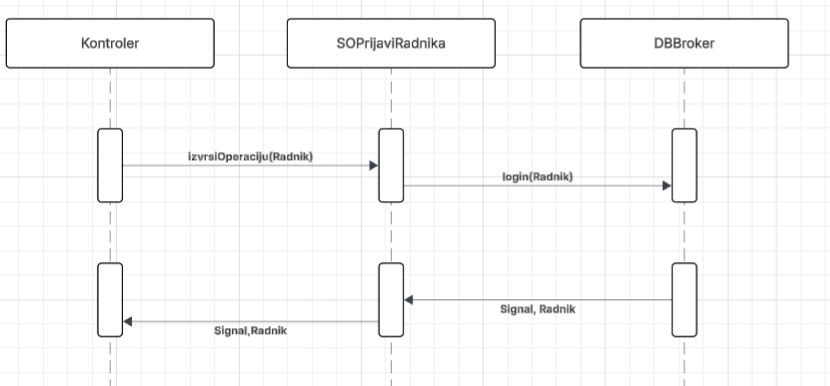 Kontroler
SOPrijaviRadnika
DBBroker
izvrsiOperaciju(Radnik)
login(Radnik)
Signal, Radnik
Signal,Radnik